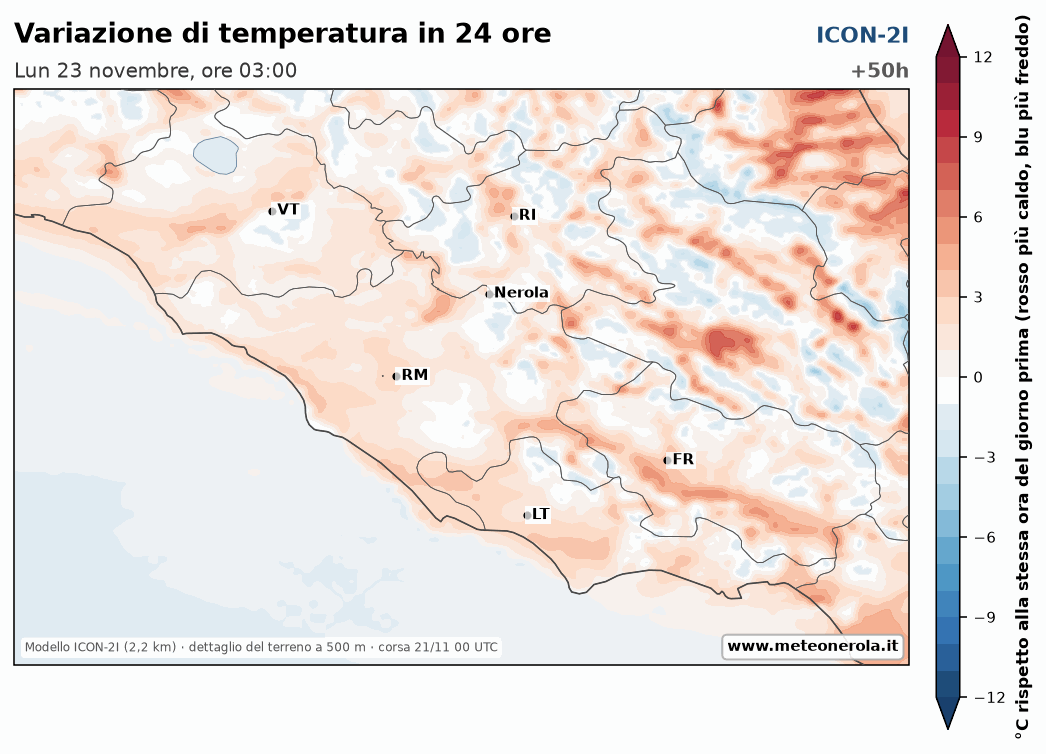 Variazione di temperatura in 24 ore
ICON-2I
Lun 23 novembre, ore 03:00
+50h
VT
RI
Nerola
RM
FR
LT
Modello ICON-2I (2,2 km) · dettaglio del terreno a 500 m · corsa 21/11 00 UTC
www.meteonerola.it
12
9
6
3
0
−3
−6
−9
−12
°C rispetto alla stessa ora del giorno prima (rosso più caldo, blu più freddo)